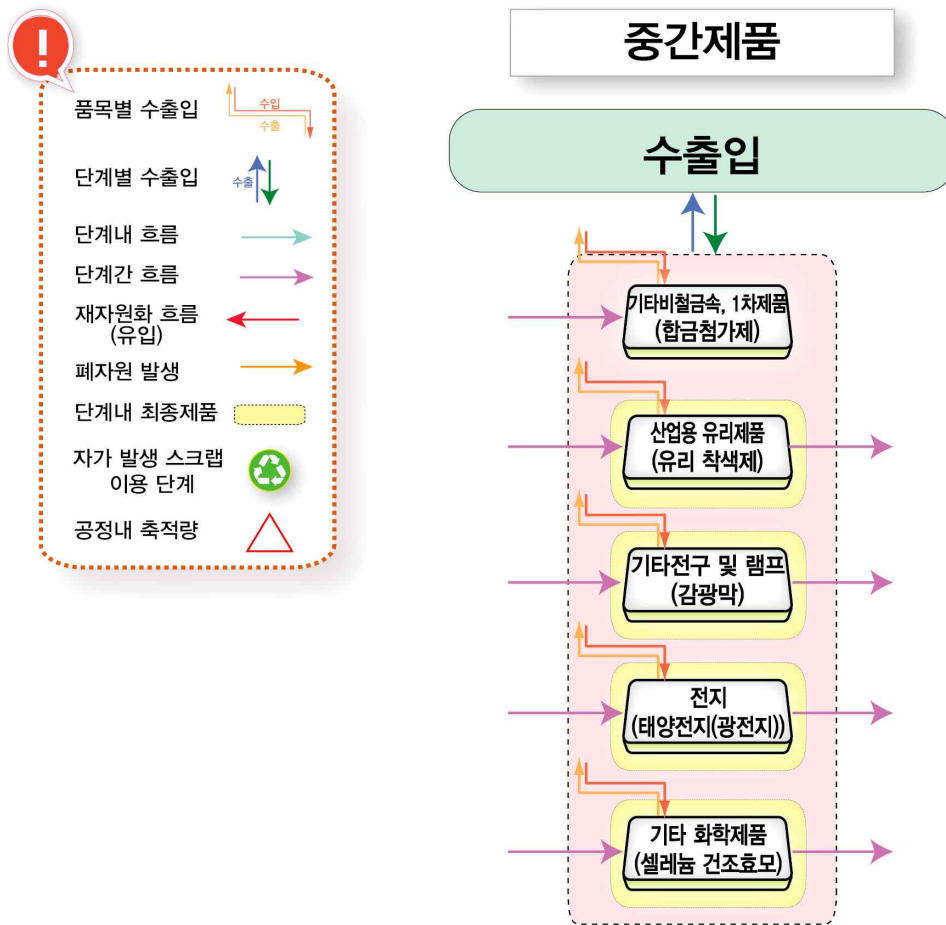 !
품목별 수출입
수입
수출
단계별 수출입
수출
단계내 흐름
단계간 흐름
재자원화 흐름
(유입)
폐자원 발생
단계내 최종제품
자가 발생 스크랩
이용 단계
공정내 축적량
중간제품
수출입
기타비철금속, 1차제품
(합금첨가제)
산업용 유리제품
(유리 착색제)
기타전구 및 램프
(감광막)
전지
(태양전지(광전지))
기타 화학제품
(셀레늄 건조효모)